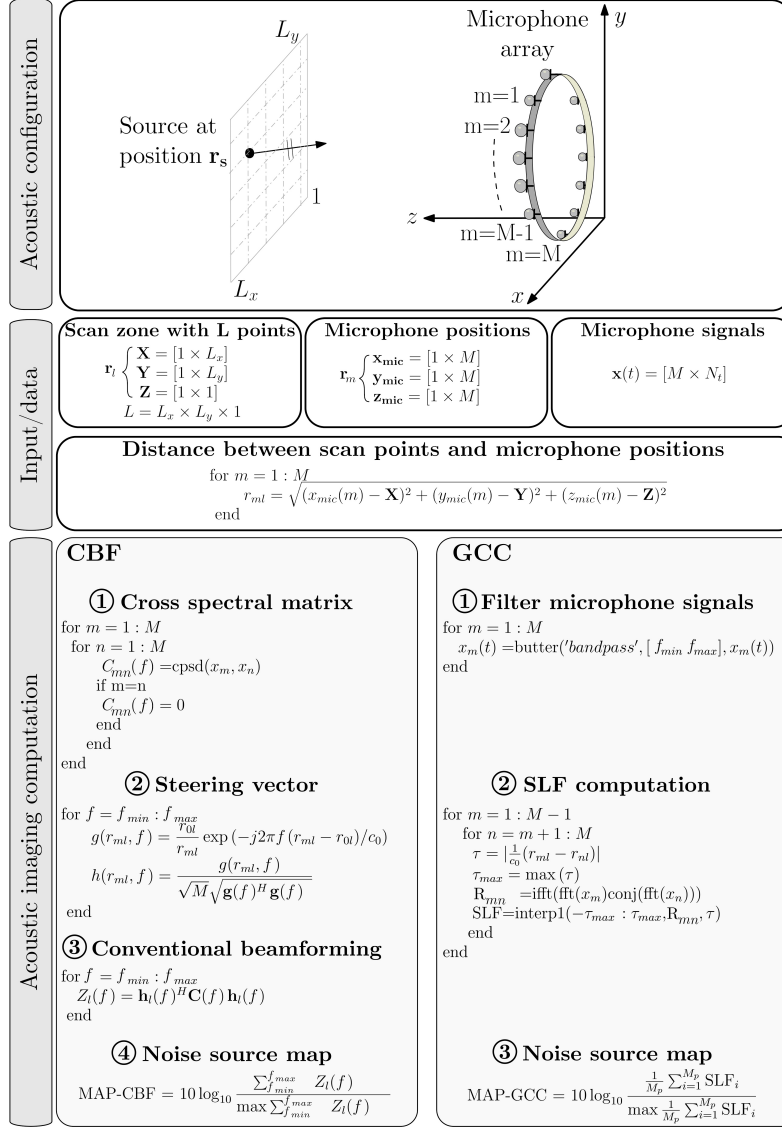 Acoustic configuration
L_y
Microphone
array
y
m=1
m=2
Source at
position r_s
1
z
m=M-1
m=M
L_x
x
Input/data
Scan zone with L points
r_l { X = [1 × L_x]
Y = [1 × L_y]
Z = [1 × 1]
L = L_x × L_y × 1
Microphone positions
r_m { x_mic = [1 × M]
y_mic = [1 × M]
z_mic = [1 × M]
Microphone signals
x(t) = [M × N_t]
Distance between scan points and microphone positions
for m = 1 : M
r_ml = √((x_mic(m) − X)² + (y_mic(m) − Y)² + (z_mic(m) − Z)²)
end
Acoustic imaging computation
CBF
① Cross spectral matrix
for m = 1 : M
for n = 1 : M
C_mn(f) =cpsd(x_m, x_n)
if m=n
C_mn(f) = 0
end
end
end
② Steering vector
for f = f_min : f_max
g(r_ml, f) = r_0l / r_ml exp (−j2πf (r_ml − r_0l)/c_0)
h(r_ml, f) = g(r_ml, f) / (√M √(g(f)^H g(f)))
end
③ Conventional beamforming
for f = f_min : f_max
Z_l(f) = h_l(f)^H C(f) h_l(f)
end
④ Noise source map
MAP-CBF = 10 log_10 (∑_{f_min}^{f_max} Z_l(f)) / (max ∑_{f_min}^{f_max} Z_l(f))
GCC
① Filter microphone signals
for m = 1 : M
x_m(t) =butter('bandpass', [ f_min f_max], x_m(t))
end
② SLF computation
for m = 1 : M − 1
for n = m + 1 : M
τ = |1/c_0 (r_ml − r_nl)|
τ_max = max (τ)
R_mn =ifft(fft(x_m)conj(fft(x_n)))
SLF=interp1(−τ_max : τ_max,R_mn, τ)
end
end
③ Noise source map
MAP-GCC = 10 log_10 (1/M_p ∑_{i=1}^{M_p} SLF_i) / (max 1/M_p ∑_{i=1}^{M_p} SLF_i)